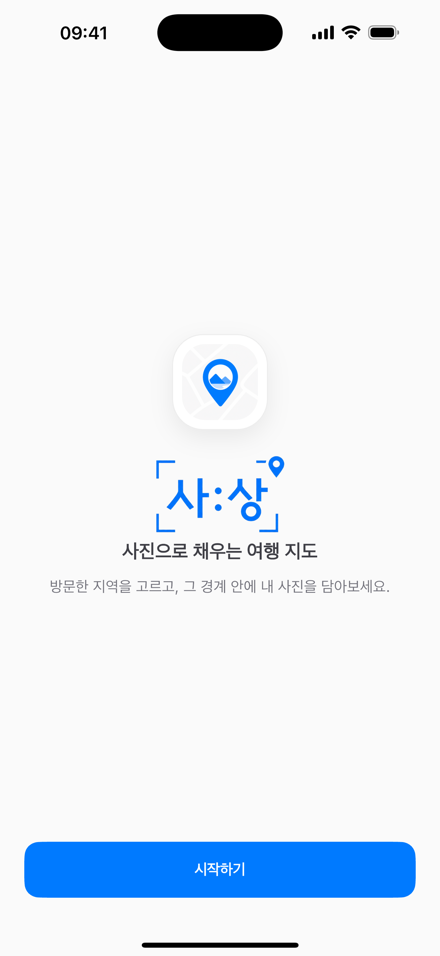 09:41
사:상
사진으로 채우는 여행 지도
방문한 지역을 고르고, 그 경계 안에 내 사진을 담아보세요.
시작하기